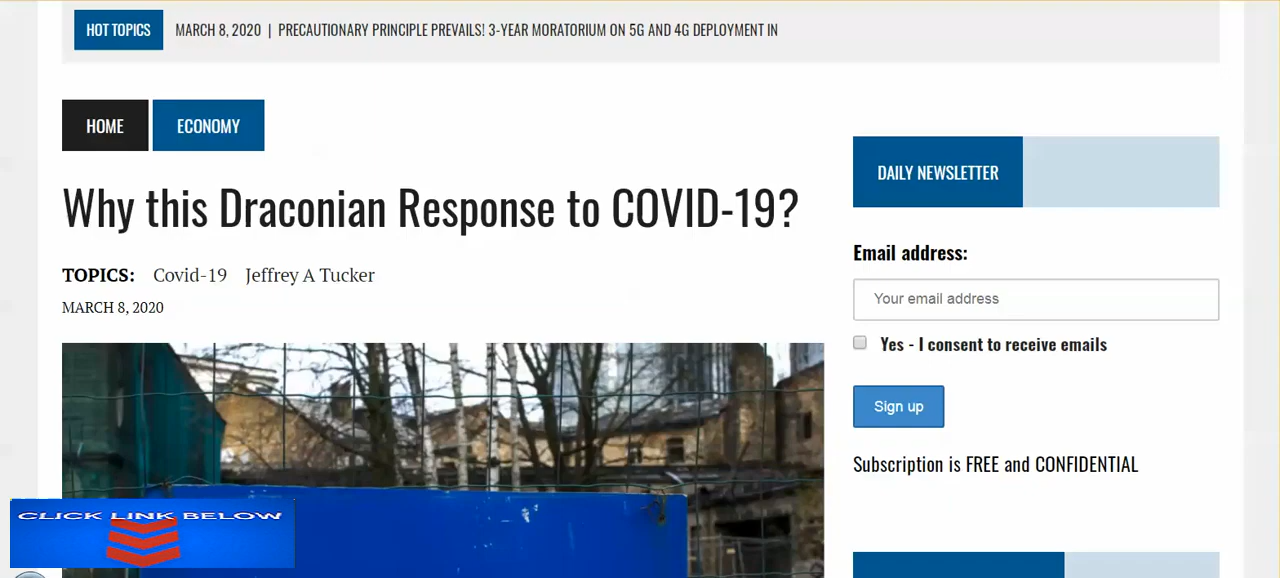 HOT TOPICS MARCH 8, 2020 | PRECAUTIONARY PRINCIPLE PREVAILS! 3-YEAR MORATORIUM ON 5G AND 4G DEPLOYMENT IN
HOME ECONOMY
Why this Draconian Response to COVID-19?
TOPICS: Covid-19 Jeffrey A Tucker
MARCH 8, 2020
DAILY NEWSLETTER
Email address:
Your email address
Yes - I consent to receive emails
Sign up
Subscription is FREE and CONFIDENTIAL
CLICK LINK BELOW